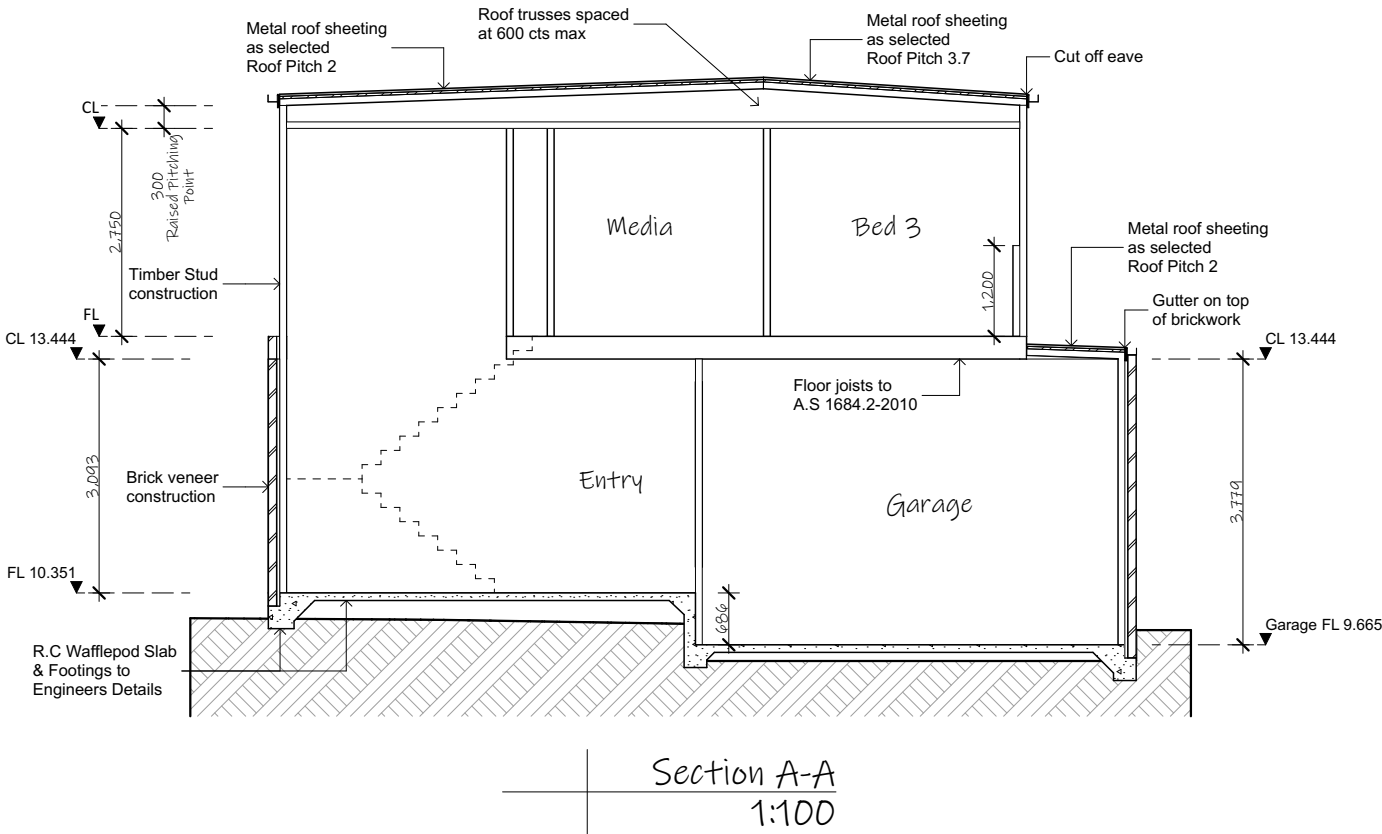 Metal roof sheeting
as selected
Roof Pitch 2
Roof trusses spaced
at 600 cts max
Metal roof sheeting
as selected
Roof Pitch 3.7
Cut off eave
CL
300
Raised Pitching
Point
2,750
Media
Bed 3
1,200
Metal roof sheeting
as selected
Roof Pitch 2
Timber Stud
construction
Gutter on top
of brickwork
FL
CL 13.444
CL 13.444
Floor joists to
A.S 1684.2-2010
3,093
Brick veneer
construction
Entry
Garage
3,779
FL 10.351
686
Garage FL 9.665
R.C Wafflepod Slab
& Footings to
Engineers Details
Section A-A
1:100